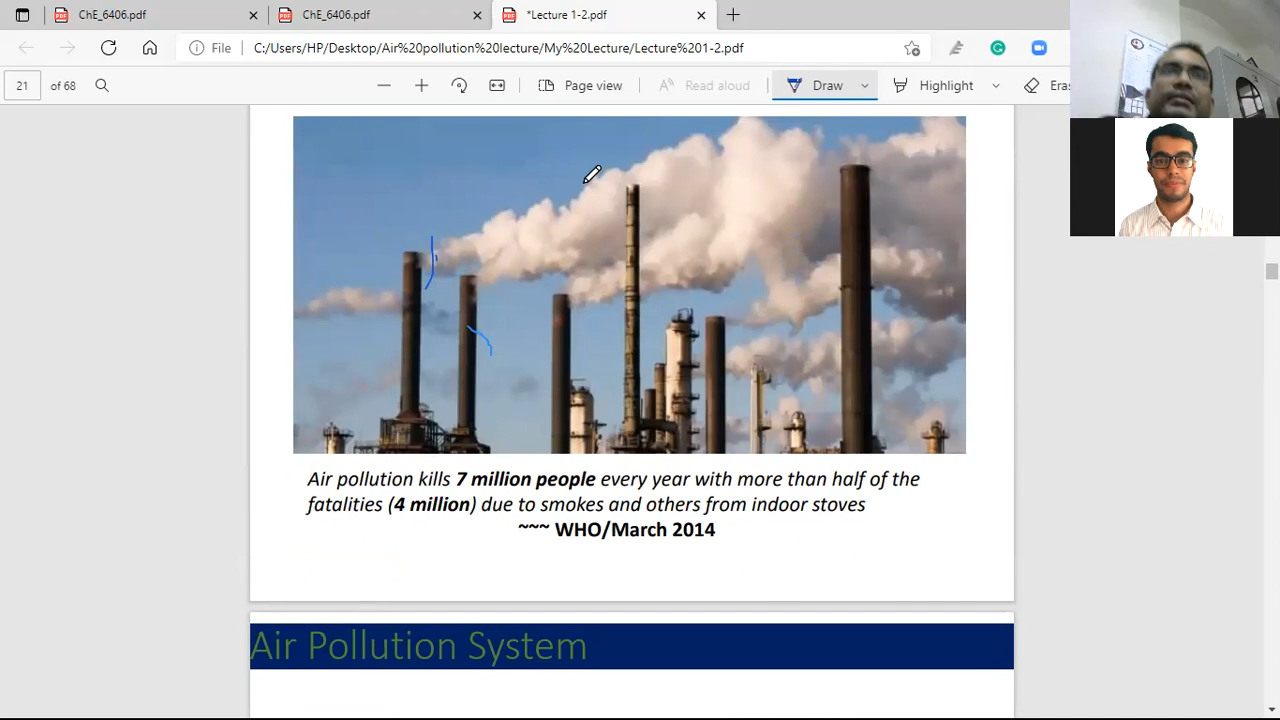 ChE_6406.pdf
ChE_6406.pdf
*Lecture 1-2.pdf
File
C:/Users/HP/Desktop/Air%20pollution%20lecture/My%20Lecture/Lecture%201-2.pdf
21 of 68
Page view
Read aloud
Draw
Highlight
Eras
Air pollution kills 7 million people every year with more than half of the
fatalities (4 million) due to smokes and others from indoor stoves
~~~ WHO/March 2014
Air Pollution System